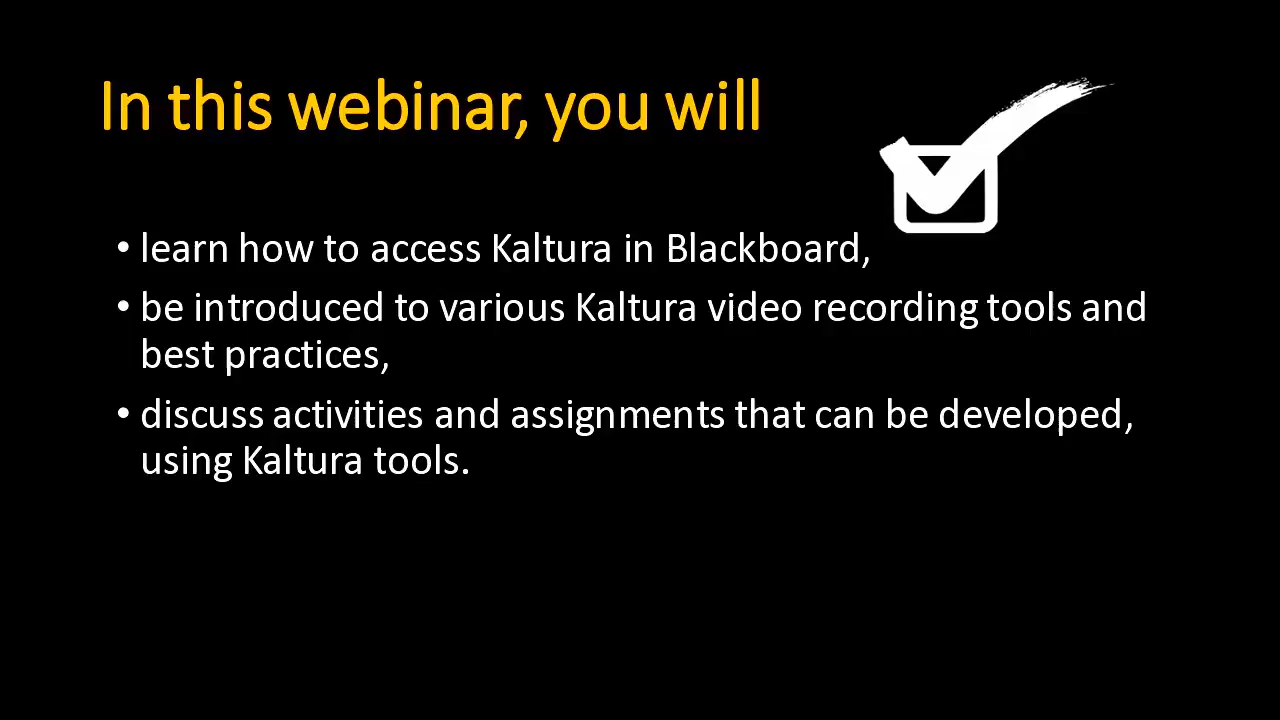 In this webinar, you will
• learn how to access Kaltura in Blackboard,
• be introduced to various Kaltura video recording tools and
best practices,
• discuss activities and assignments that can be developed,
using Kaltura tools.